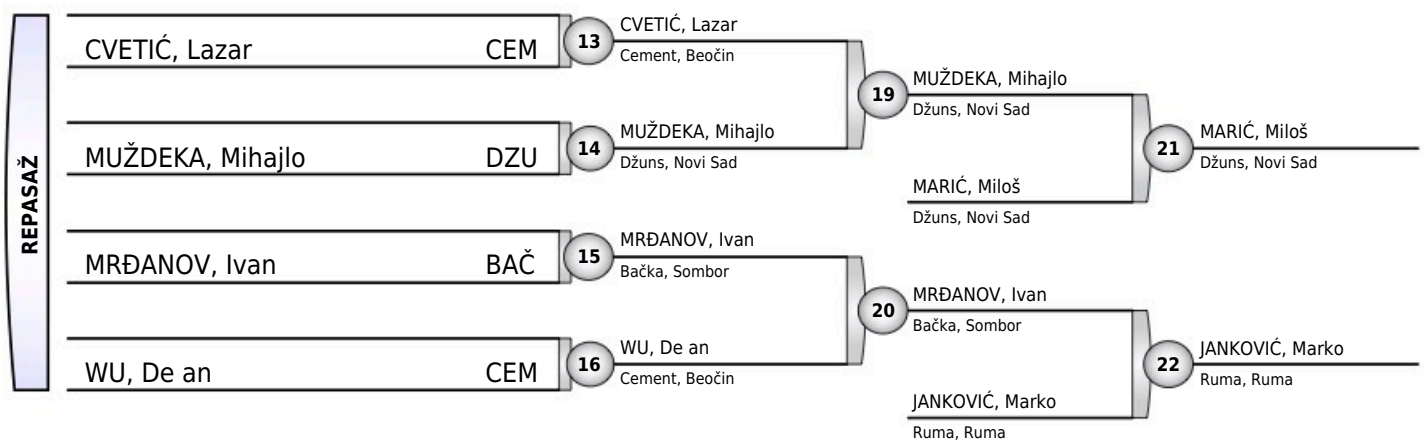 REPASAŽ
CVETIĆ, Lazar CEM
13
CVETIĆ, Lazar
Cement, Beočin
MUŽDEKA, Mihajlo DZU
14
MUŽDEKA, Mihajlo
Džuns, Novi Sad
19
MUŽDEKA, Mihajlo
Džuns, Novi Sad
MARIĆ, Miloš
Džuns, Novi Sad
21
MARIĆ, Miloš
Džuns, Novi Sad
MRĐANOV, Ivan BAČ
15
MRĐANOV, Ivan
Bačka, Sombor
WU, De an CEM
16
WU, De an
Cement, Beočin
20
MRĐANOV, Ivan
Bačka, Sombor
JANKOVIĆ, Marko
Ruma, Ruma
22
JANKOVIĆ, Marko
Ruma, Ruma